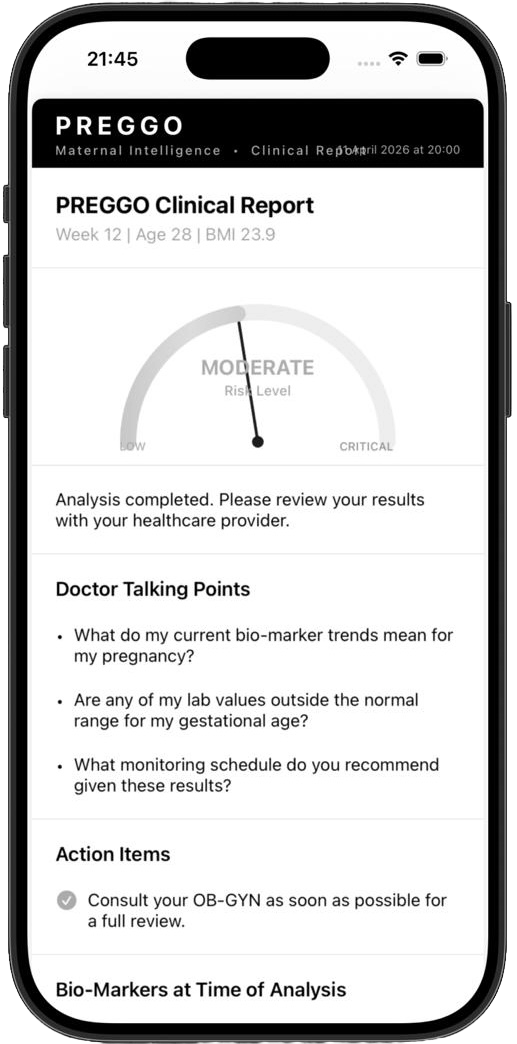 21:45
PREGGO
Maternal Intelligence • Clinical Report
11 April 2026 at 20:00
PREGGO Clinical Report
Week 12 | Age 28 | BMI 23.9
MODERATE
Risk Level
LOW
CRITICAL
Analysis completed. Please review your results
with your healthcare provider.
Doctor Talking Points
• What do my current bio-marker trends mean for
my pregnancy?
• Are any of my lab values outside the normal
range for my gestational age?
• What monitoring schedule do you recommend
given these results?
Action Items
Consult your OB-GYN as soon as possible for
a full review.
Bio-Markers at Time of Analysis